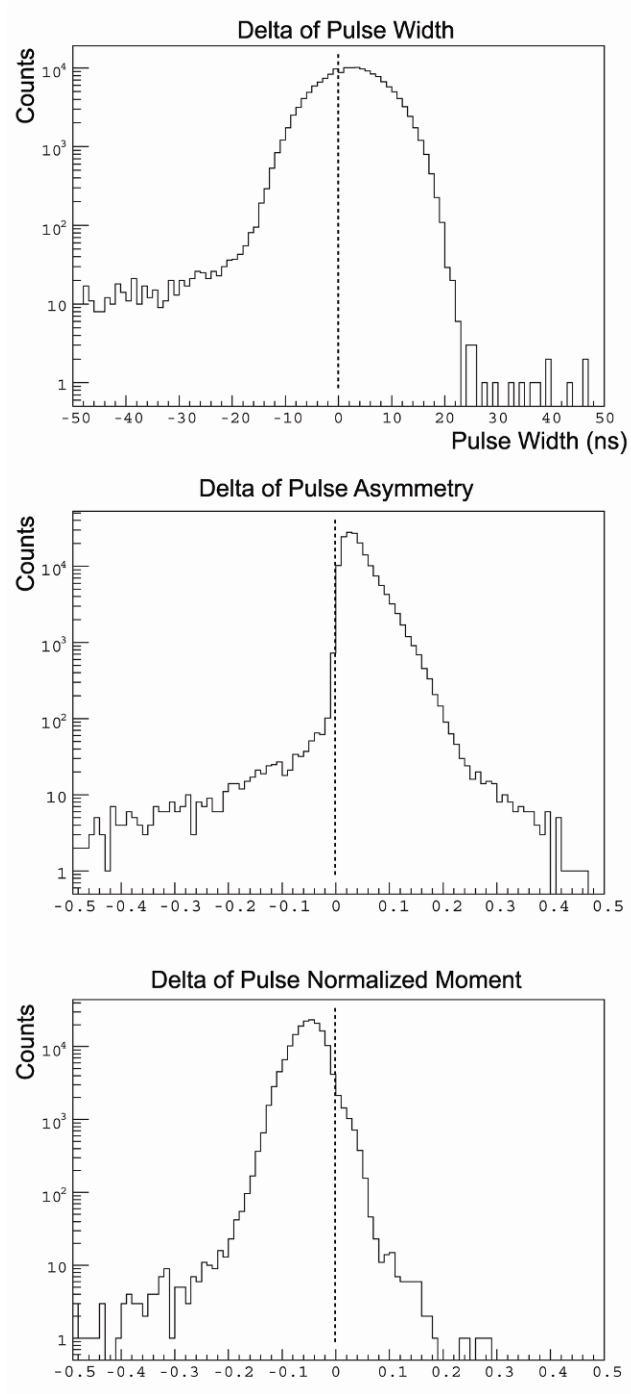 Delta of Pulse Width
Counts
10⁴
10³
10²
10
1
-50 -40 -30 -20 -10 0 10 20 30 40 50
Pulse Width (ns)
Delta of Pulse Asymmetry
Counts
10⁴
10³
10²
10
1
-0.5 -0.4 -0.3 -0.2 -0.1 0 0.1 0.2 0.3 0.4 0.5
Delta of Pulse Normalized Moment
Counts
10⁴
10³
10²
10
1
-0.5 -0.4 -0.3 -0.2 -0.1 0 0.1 0.2 0.3 0.4 0.5